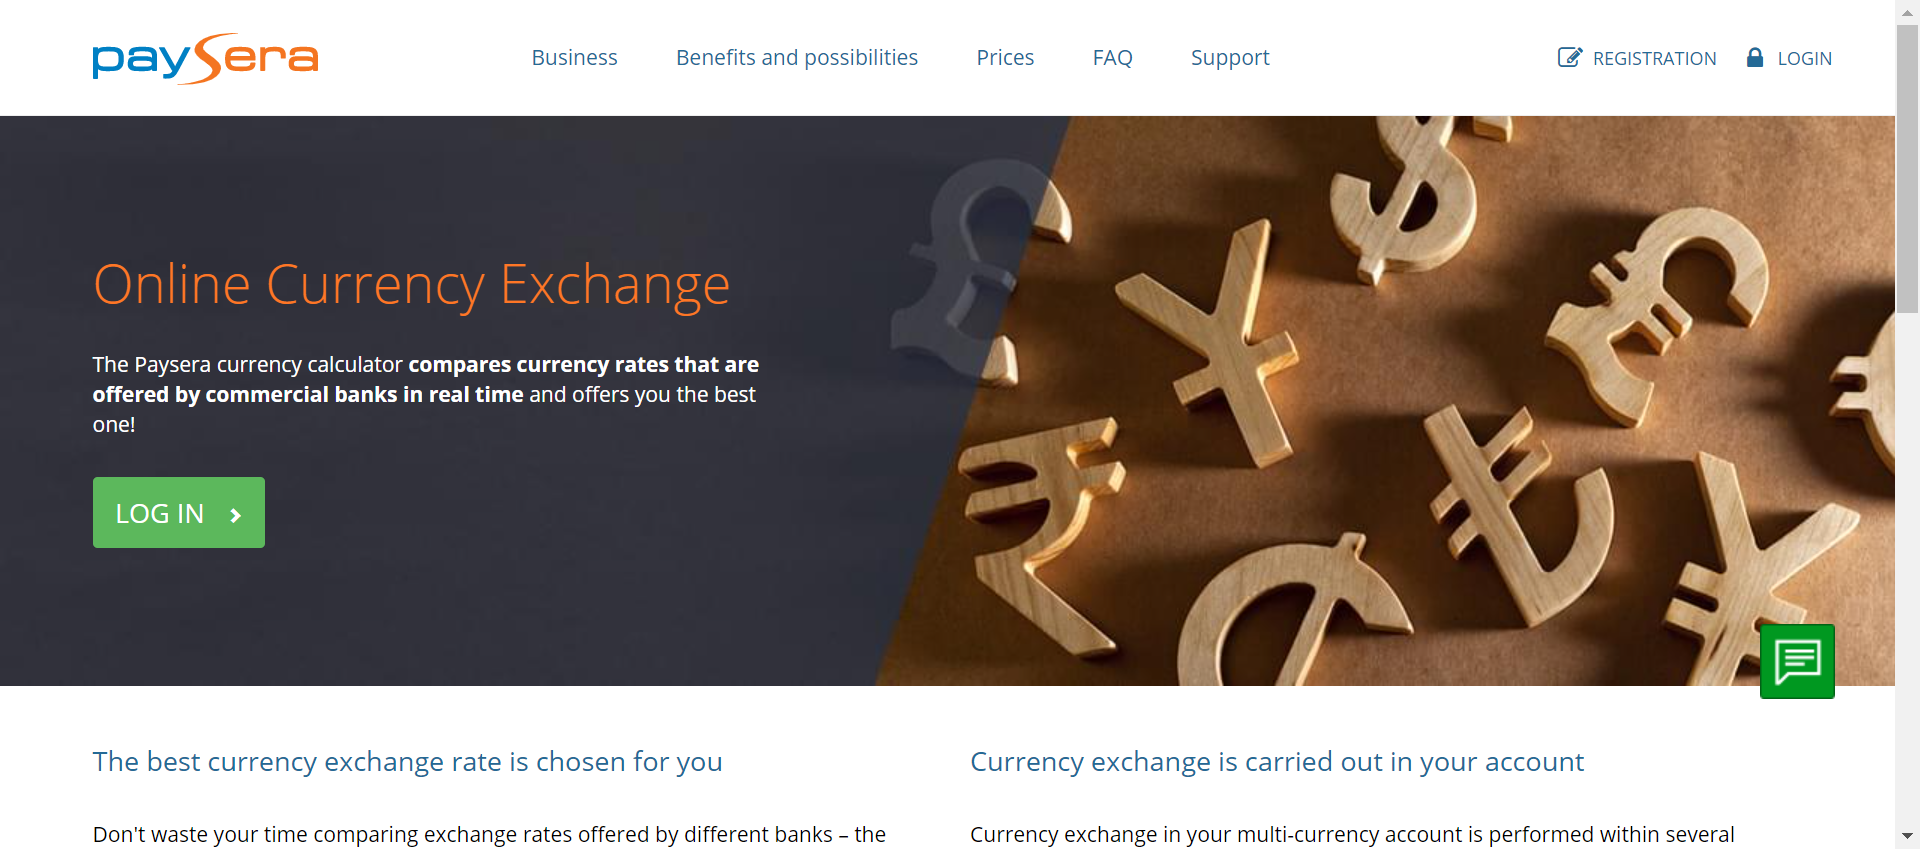 paysera
Business
Benefits and possibilities
Prices
FAQ
Support
REGISTRATION
LOGIN
Online Currency Exchange
The Paysera currency calculator compares currency rates that are
offered by commercial banks in real time and offers you the best
one!
LOG IN
The best currency exchange rate is chosen for you
Don't waste your time comparing exchange rates offered by different banks – the
Currency exchange is carried out in your account
Currency exchange in your multi-currency account is performed within several